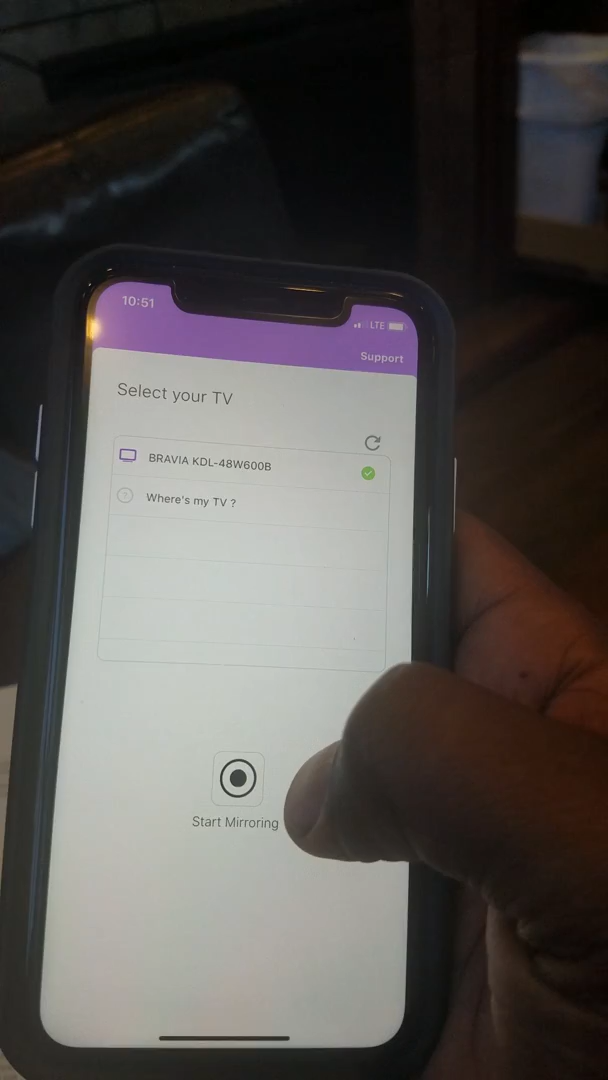 10:51
LTE
Support
Select your TV
BRAVIA KDL-48W600B
Where's my TV ?
Start Mirroring